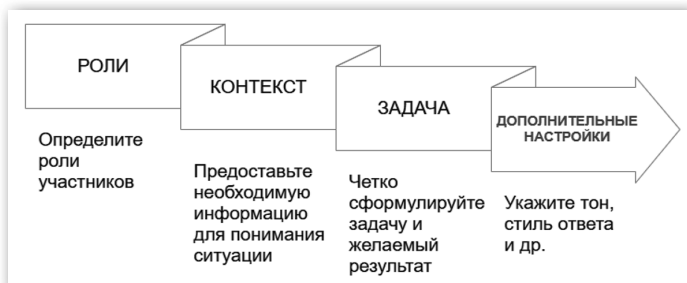 РОЛИ
Определите
роли
участников
КОНТЕКСТ
Предоставьте
необходимую
информацию
для понимания
ситуации
ЗАДАЧА
Четко
сформулируйте
задачу и
желаемый
результат
ДОПОЛНИТЕЛЬНЫЕ
НАСТРОЙКИ
Укажите тон,
стиль ответа
и др.